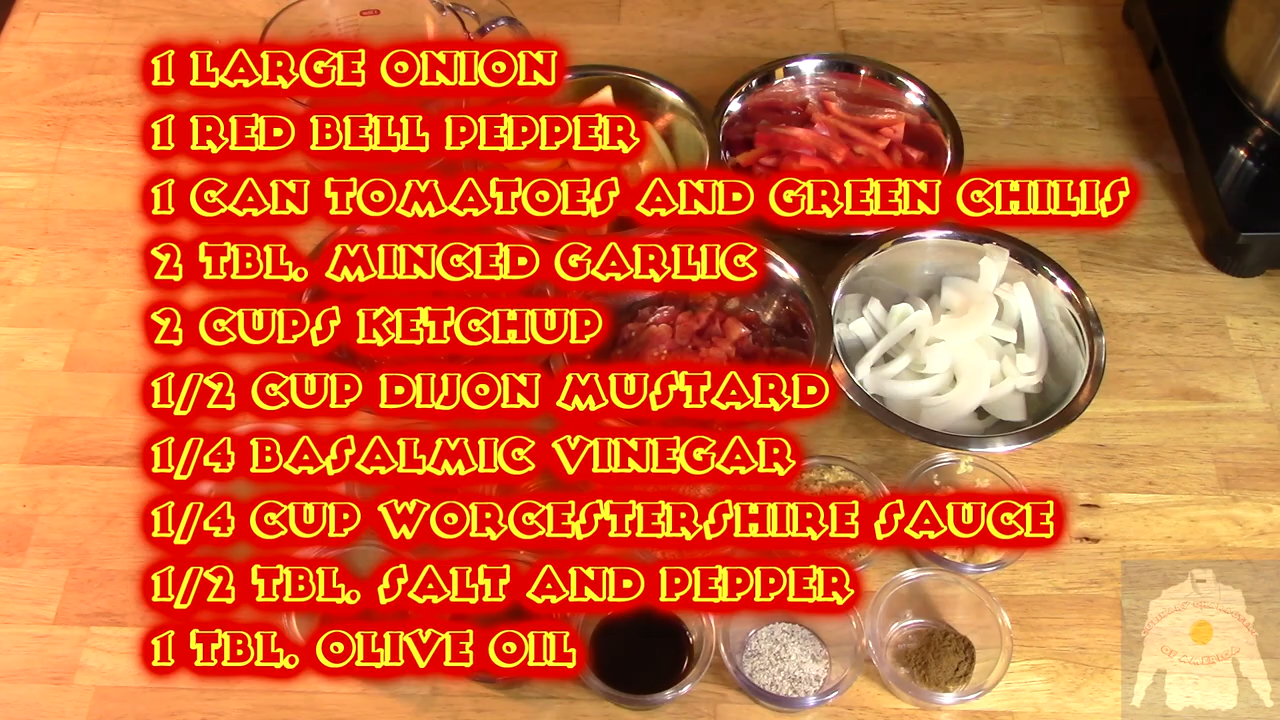 1 LARGE ONION
1 RED BELL PEPPER
1 CAN TOMATOES AND GREEN CHILIS
2 TBL. MINCED GARLIC
2 CUPS KETCHUP
1/2 CUP DIJON MUSTARD
1/4 BASALMIC VINEGAR
1/4 CUP WORCESTERSHIRE SAUCE
1/2 TBL. SALT AND PEPPER
1 TBL. OLIVE OIL
OF AMERICA